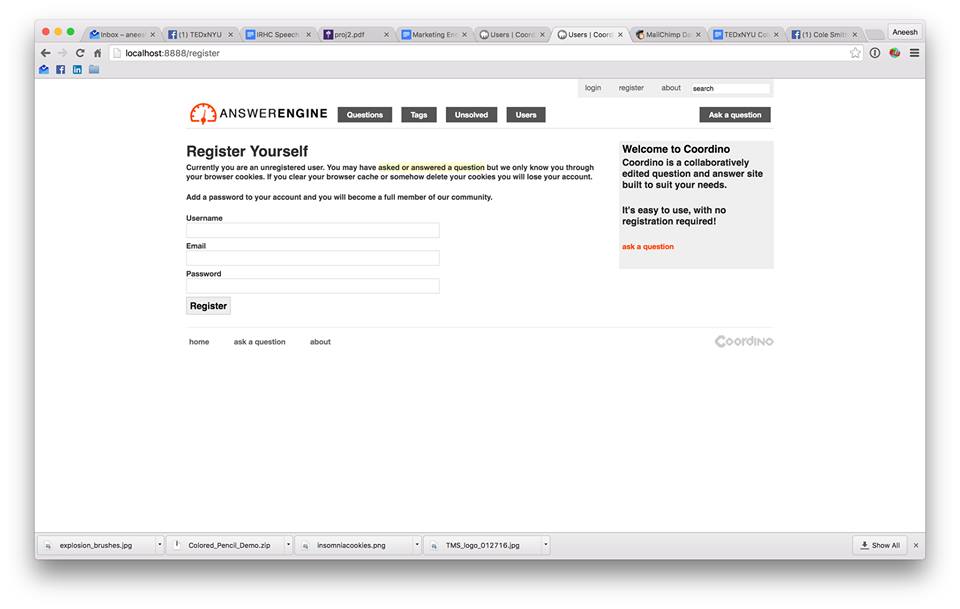 Inbox – anees
(1) TEDxNYU
IRHC Speech
proj2.pdf
Marketing En
Users | Coord
Users | Coordi
MailChimp Da
TEDxNYU Co
(1) Cole Smit
Aneesh
localhost:8888/register
login register about search
ANSWERENGINE Questions Tags Unsolved Users Ask a question
Register Yourself
Currently you are an unregistered user. You may have asked or answered a question but we only know you through
your browser cookies. If you clear your browser cache or somehow delete your cookies you will lose your account.
Add a password to your account and you will become a full member of our community.
Username
Email
Password
Register
Welcome to Coordino
Coordino is a collaboratively
edited question and answer site
built to suit your needs.
It's easy to use, with no
registration required!
ask a question
home ask a question about
Coordino
explosion_brushes.jpg
Colored_Pencil_Demo.zip
insomniacookies.png
TMS_logo_012716.jpg
Show All